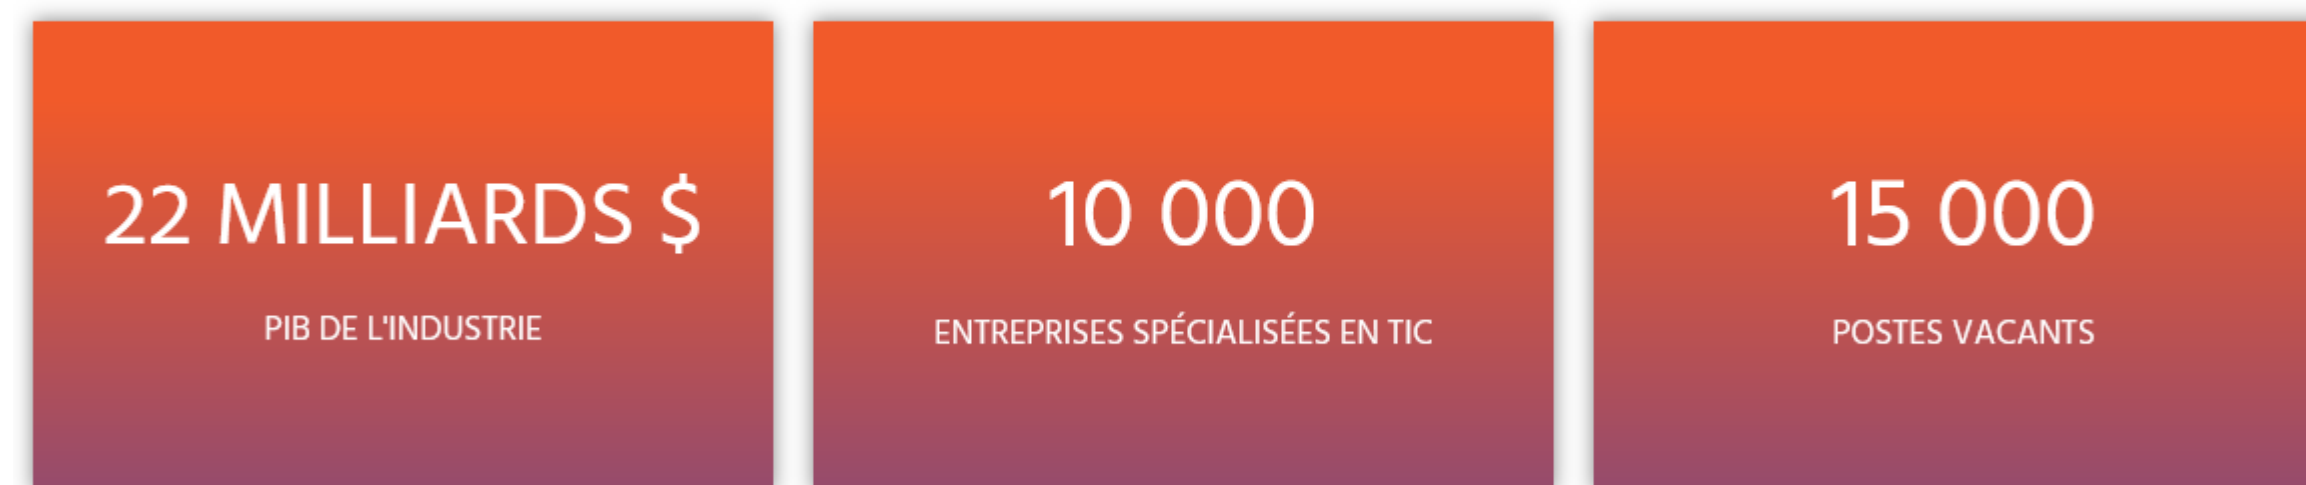 22 MILLIARDS $
PIB DE L'INDUSTRIE
10 000
ENTREPRISES SPÉCIALISÉES EN TIC
15 000
POSTES VACANTS